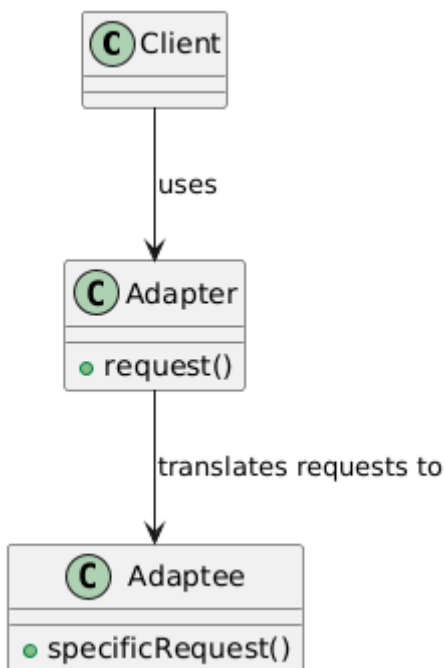 C Client
uses
C Adapter
request()
translates requests to
C Adaptee
specificRequest()